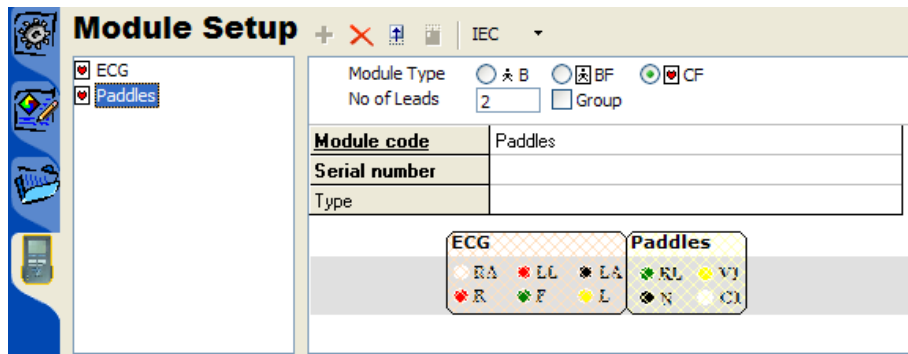 Module Setup
IEC
ECG
Paddles
Module Type B BF CF
No of Leads 2 Group
Module code Paddles
Serial number
Type
ECG Paddles
RA LL LA RL V1
R F L N C1